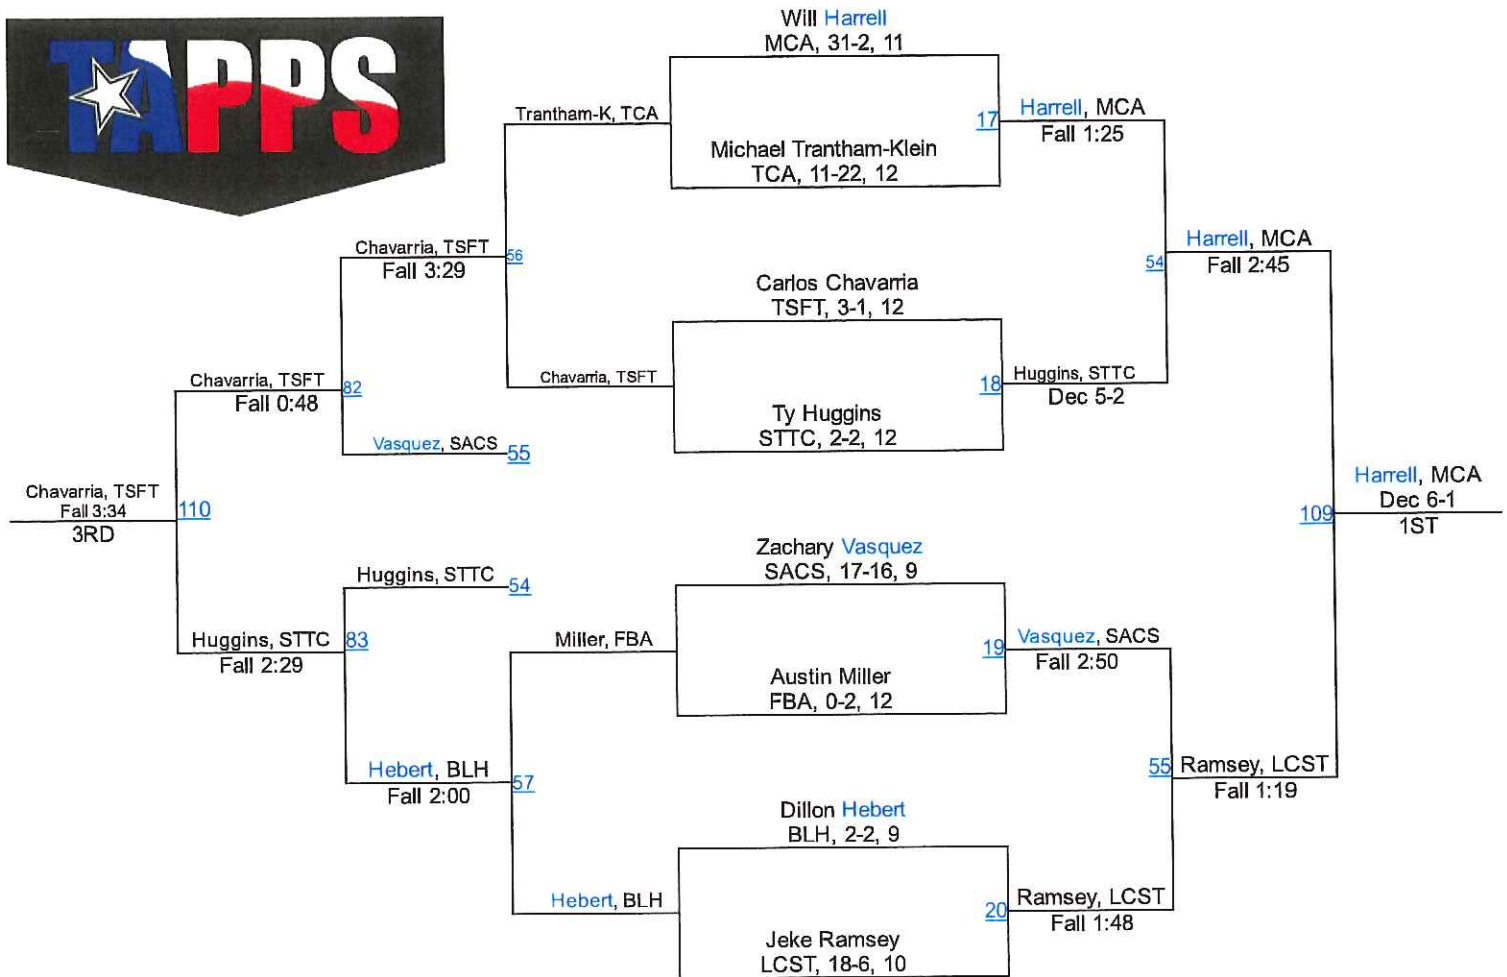 TAPPS
Will Harrell
MCA, 31-2, 11
Trantham-K, TCA
17
Harrell, MCA
Fall 1:25
Michael Trantham-Klein
TCA, 11-22, 12
Chavarria, TSFT
Fall 3:29
56
Harrell, MCA
Fall 2:45
54
Carlos Chavarria
TSFT, 3-1, 12
Chavarria, TSFT
Fall 0:48
82
Chavarria, TSFT
18
Huggins, STTC
Dec 5-2
Ty Huggins
STTC, 2-2, 12
Vasquez, SACS
55
Chavarria, TSFT
Fall 3:34
3RD
110
Harrell, MCA
Dec 6-1
1ST
109
Zachary Vasquez
SACS, 17-16, 9
Huggins, STTC
54
Huggins, STTC
Fall 2:29
83
Miller, FBA
19
Vasquez, SACS
Fall 2:50
Austin Miller
FBA, 0-2, 12
Hebert, BLH
Fall 2:00
57
55
Ramsey, LCST
Fall 1:19
Dillon Hebert
BLH, 2-2, 9
Hebert, BLH
20
Ramsey, LCST
Fall 1:48
Jeke Ramsey
LCST, 18-6, 10